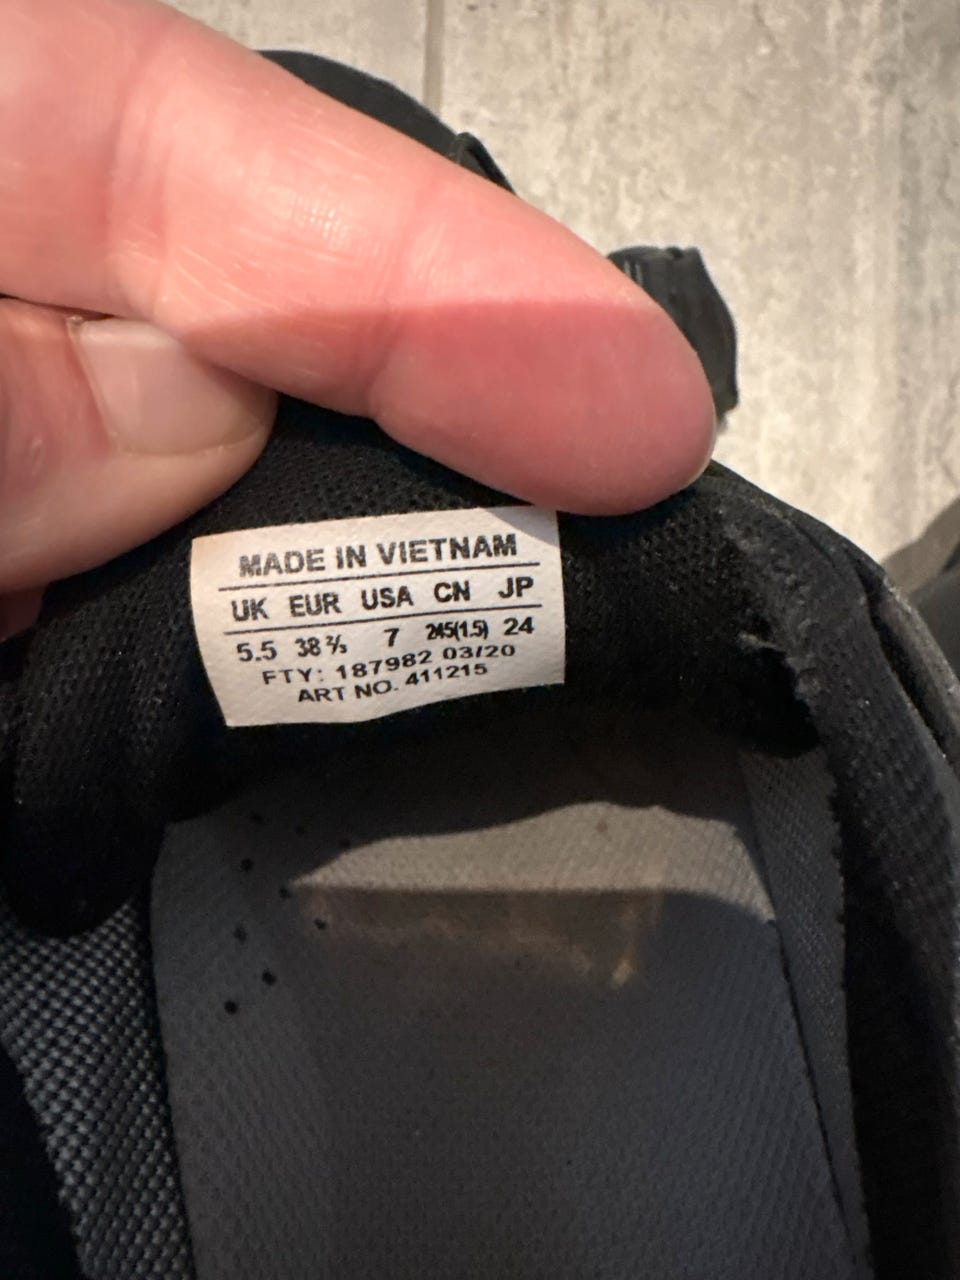 MADE IN VIETNAM
UK EUR USA CN JP
5.5 38⅔ 7 245(1.5) 24
FTY: 187982 03/20
ART NO. 411215